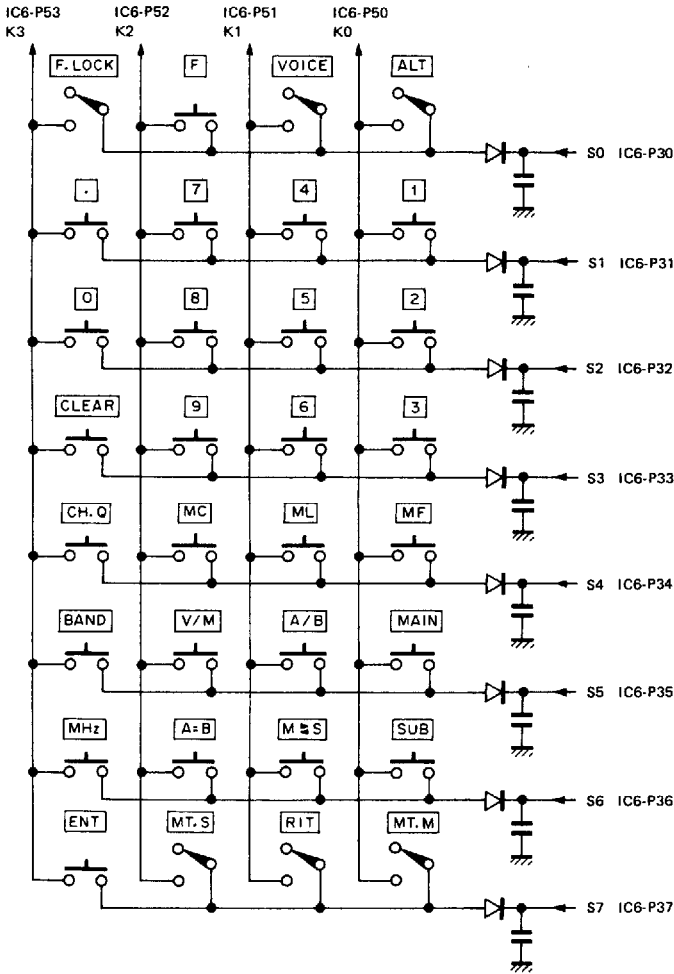 IC6-P53 IC6-P52 IC6-P51 IC6-P50
K3 K2 K1 K0
F.LOCK F VOICE ALT
S0 IC6-P30
. 7 4 1
S1 IC6-P31
0 8 5 2
S2 IC6-P32
CLEAR 9 6 3
S3 IC6-P33
CH.Q MC ML MF
S4 IC6-P34
BAND V/M A/B MAIN
S5 IC6-P35
MHz A=B M⇆S SUB
S6 IC6-P36
ENT MT.S RIT MT.M
S7 IC6-P37